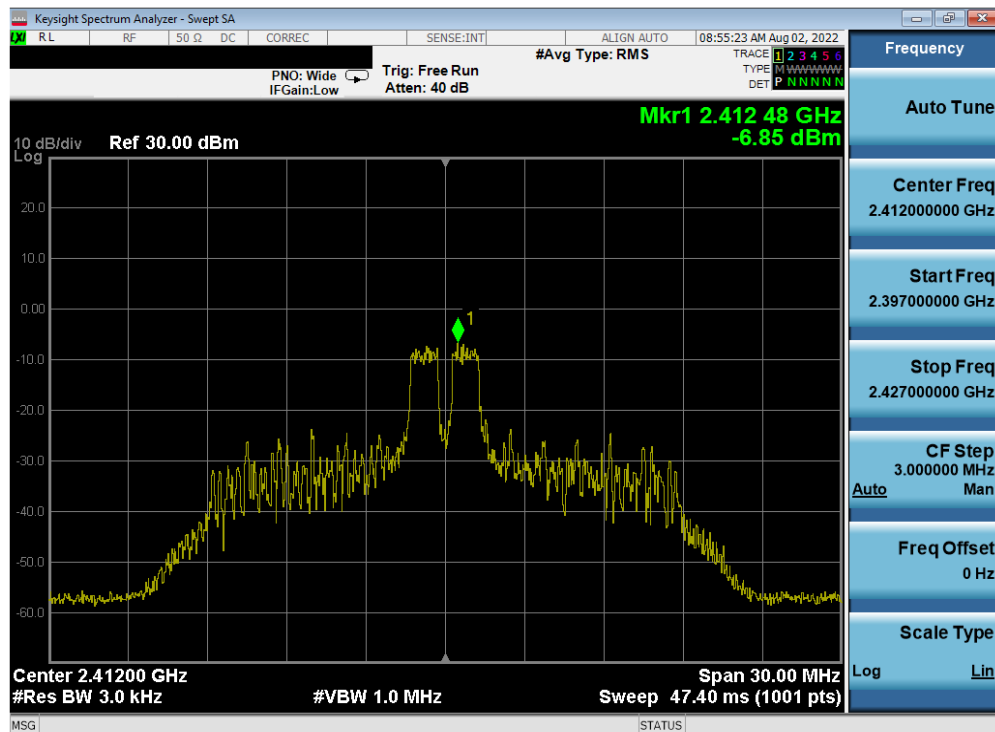 Keysight Spectrum Analyzer - Swept SA
LXI RL RF 50 Ω DC CORREC SENSE:INT ALIGN AUTO 08:55:23 AM Aug 02, 2022
#Avg Type: RMS
TRACE 1 2 3 4 5 6
TYPE M W W W W W
DET P N N N N N
PNO: Wide
IFGain:Low
Trig: Free Run
Atten: 40 dB
Mkr1 2.412 48 GHz
-6.85 dBm
10 dB/div
Log
Ref 30.00 dBm
20.0
10.0
0.00
-10.0
-20.0
-30.0
-40.0
-50.0
-60.0
1
Center 2.41200 GHz
#Res BW 3.0 kHz
#VBW 1.0 MHz
Span 30.00 MHz
Sweep 47.40 ms (1001 pts)
MSG
STATUS
Frequency
Auto Tune
Center Freq
2.412000000 GHz
Start Freq
2.397000000 GHz
Stop Freq
2.427000000 GHz
CF Step
3.000000 MHz
Auto Man
Freq Offset
0 Hz
Scale Type
Log Lin